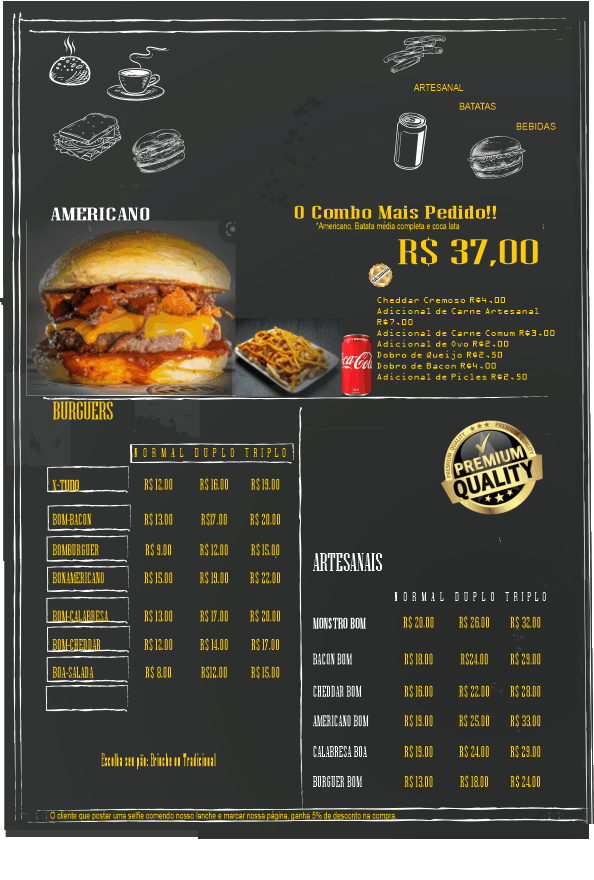 ARTESANAL
BATATAS
BEBIDAS
AMERICANO
O Combo Mais Pedido!!
*Americano, Batata média completa e coca lata
R$ 37,00
Cheddar Cremoso R$4.00
Adicional de Carne Artesanal
R$7.00
Adicional de Carne Comum R$3.00
Adicional de Ovo R$2.00
Dobro de Queijo R$2.50
Dobro de Bacon R$4.00
Adicional de Picles R$2.50
Coca-Cola
BURGUERS
NORMAL DUPLO TRIPLO
X-TUDO R$ 12.00 R$ 16.00 R$ 19.00
BOM-BACON R$ 13.00 R$17.00 R$ 20.00
BOMBURGUER R$ 9.00 R$ 12.00 R$ 15.00
BONAMERICANO R$ 15.00 R$ 19.00 R$ 22.00
BOM-CALABRESA R$ 13.00 R$ 17.00 R$ 20.00
BOM-CHEDDAR R$ 12.00 R$ 14.00 R$ 17.00
BOA-SALADA R$ 8.00 R$12.00 R$ 15.00
Escolha seu pão: Brioche ou Tradicional
PREMIUM QUALITY
PREMIUM
QUALITY
ARTESANAIS
NORMAL DUPLO TRIPLO
MONSTRO BOM R$ 20.00 R$ 26.00 R$ 32.00
BACON BOM R$ 18.00 R$24.00 R$ 29.00
CHEDDAR BOM R$ 16.00 R$ 22.00 R$ 28.00
AMERICANO BOM R$ 19.00 R$ 25.00 R$ 33.00
CALABRESA BOA R$ 19.00 R$ 24.00 R$ 29.00
BURGUER BOM R$ 13.00 R$ 18.00 R$ 24.00
O cliente que postar uma selfie comendo nosso lanche e marcar nossa página, ganha 5% de desconto na compra.